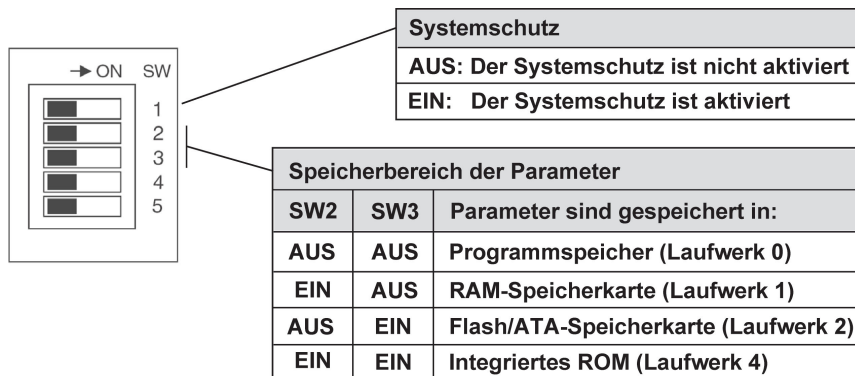 → ON SW
1
2
3
4
5
Systemschutz
AUS: Der Systemschutz ist nicht aktiviert
EIN: Der Systemschutz ist aktiviert
Speicherbereich der Parameter
SW2 SW3 Parameter sind gespeichert in:
AUS AUS Programmspeicher (Laufwerk 0)
EIN AUS RAM-Speicherkarte (Laufwerk 1)
AUS EIN Flash/ATA-Speicherkarte (Laufwerk 2)
EIN EIN Integriertes ROM (Laufwerk 4)